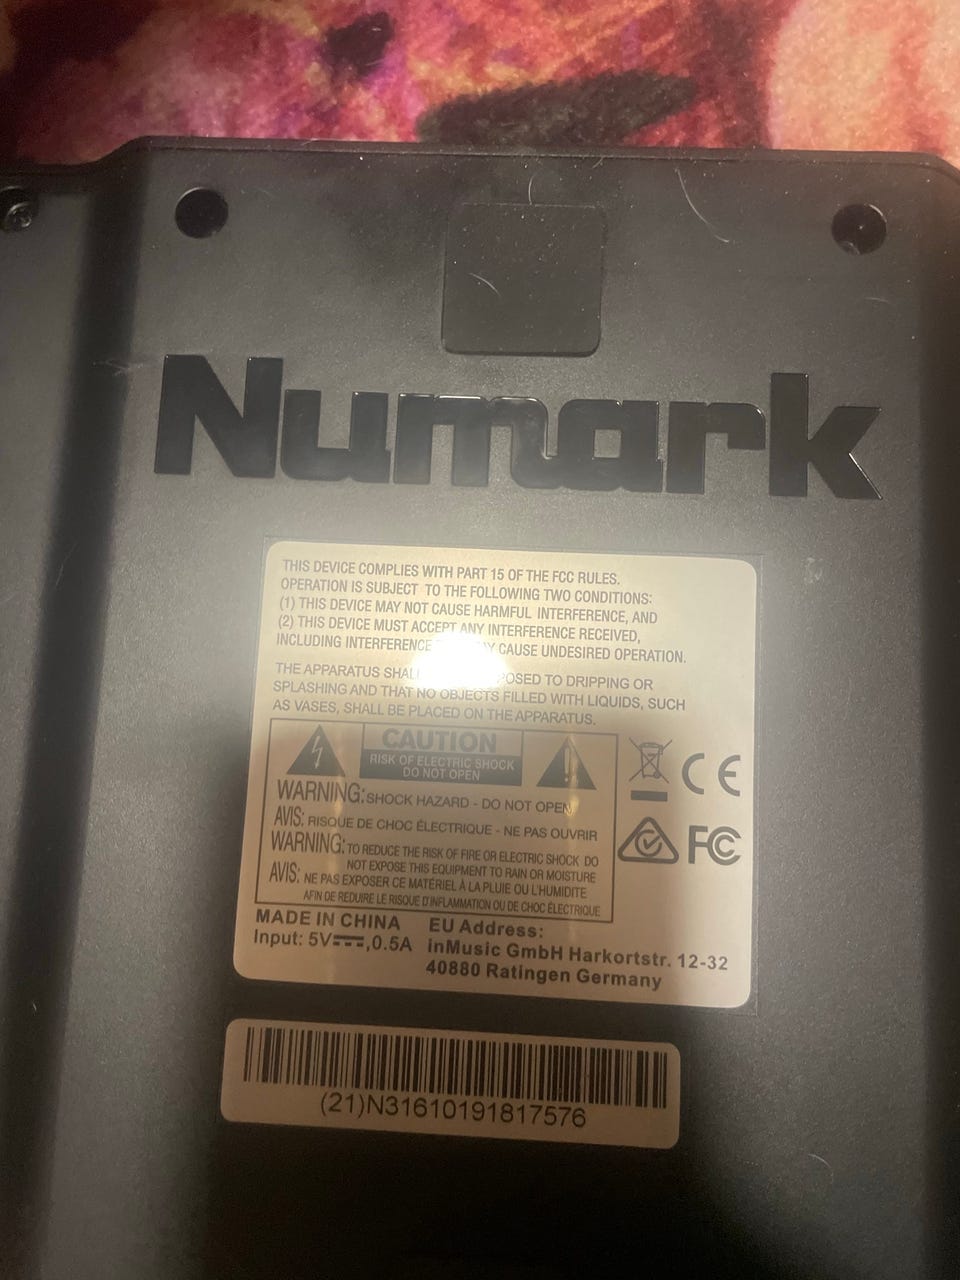 Numark
THIS DEVICE COMPLIES WITH PART 15 OF THE FCC RULES.
OPERATION IS SUBJECT TO THE FOLLOWING TWO CONDITIONS:
(1) THIS DEVICE MAY NOT CAUSE HARMFUL INTERFERENCE, AND
(2) THIS DEVICE MUST ACCEPT ANY INTERFERENCE RECEIVED,
INCLUDING INTERFERENCE CAUSE UNDESIRED OPERATION.
THE APPARATUS TO DRIPPING OR
SPLASHING AND THAT NO OBJECTS FILLED WITH LIQUIDS, SUCH
AS VASES, SHALL BE PLACED ON THE APPARATUS.
CAUTION
RISK OF ELECTRIC SHOCK
DO NOT OPEN
WARNING: SHOCK HAZARD - DO NOT OPEN
AVIS: RISQUE DE CHOC ÉLECTRIQUE - NE PAS OUVRIR
WARNING: TO REDUCE THE RISK OF FIRE OR ELECTRIC SHOCK DO
NOT EXPOSE THIS EQUIPMENT TO RAIN OR MOISTURE
AVIS: NE PAS EXPOSER CE MATÉRIEL À LA PLUIE OU L'HUMIDITE
AFIN DE REDUIRE LE RISQUE D'INFLAMMATION OU DE CHOC ÉLECTRIQUE
CE
FC
MADE IN CHINA
Input: 5V⎓,0.5A
EU Address:
inMusic GmbH Harkortstr. 12-32
40880 Ratingen Germany
(21)N31610191817576